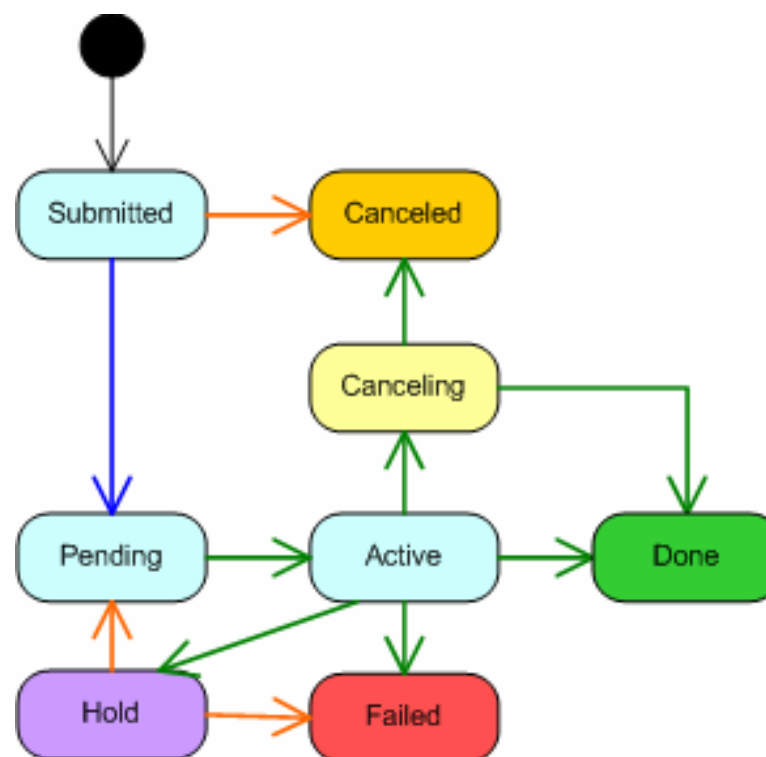 Submitted
Canceled
Canceling
Pending
Active
Done
Hold
Failed